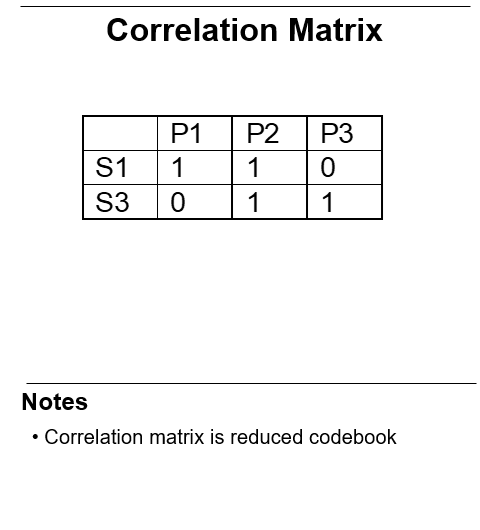 Correlation Matrix
P1 P2 P3
S1 1 1 0
S3 0 1 1
Notes
• Correlation matrix is reduced codebook